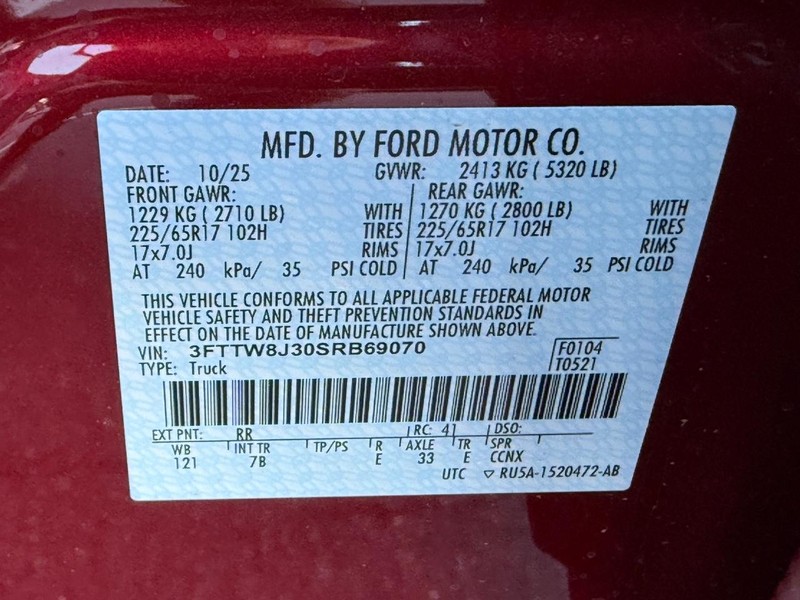 MFD. BY FORD MOTOR CO.
DATE: 10/25 GVWR: 2413 KG ( 5320 LB)
FRONT GAWR: REAR GAWR:
1229 KG ( 2710 LB) WITH 1270 KG ( 2800 LB) WITH
225/65R17 102H TIRES 225/65R17 102H TIRES
17x7.0J RIMS 17x7.0J RIMS
AT 240 kPa/ 35 PSI COLD AT 240 kPa/ 35 PSI COLD
THIS VEHICLE CONFORMS TO ALL APPLICABLE FEDERAL MOTOR
VEHICLE SAFETY AND THEFT PREVENTION STANDARDS IN
EFFECT ON THE DATE OF MANUFACTURE SHOWN ABOVE.
VIN: 3FTTW8J30SRB69070 F0104
TYPE: Truck T0521
EXT PNT: RR RC: 41 DSO:
WB INT TR TP/PS R AXLE TR SPR
121 7B E 33 E CCNX
UTC ▽ RU5A-1520472-AB